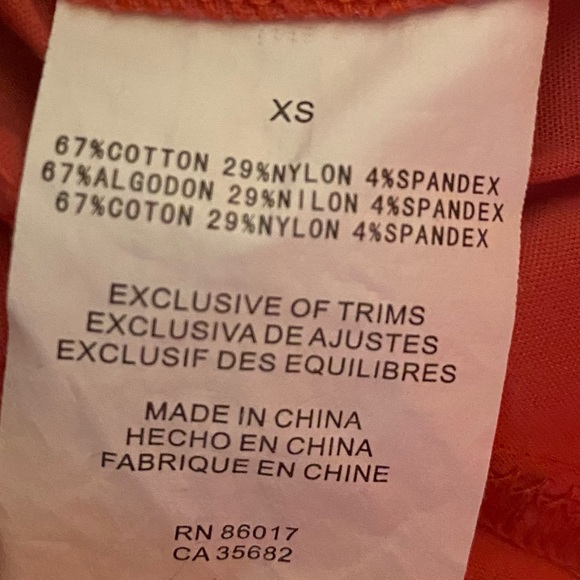 XS
67%COTTON 29%NYLON 4%SPANDEX
67%ALGODON 29%NILON 4%SPANDEX
67%COTON 29%NYLON 4%SPANDEX
EXCLUSIVE OF TRIMS
EXCLUSIVA DE AJUSTES
EXCLUSIF DES EQUILIBRES
MADE IN CHINA
HECHO EN CHINA
FABRIQUE EN CHINE
RN 86017
CA 35682